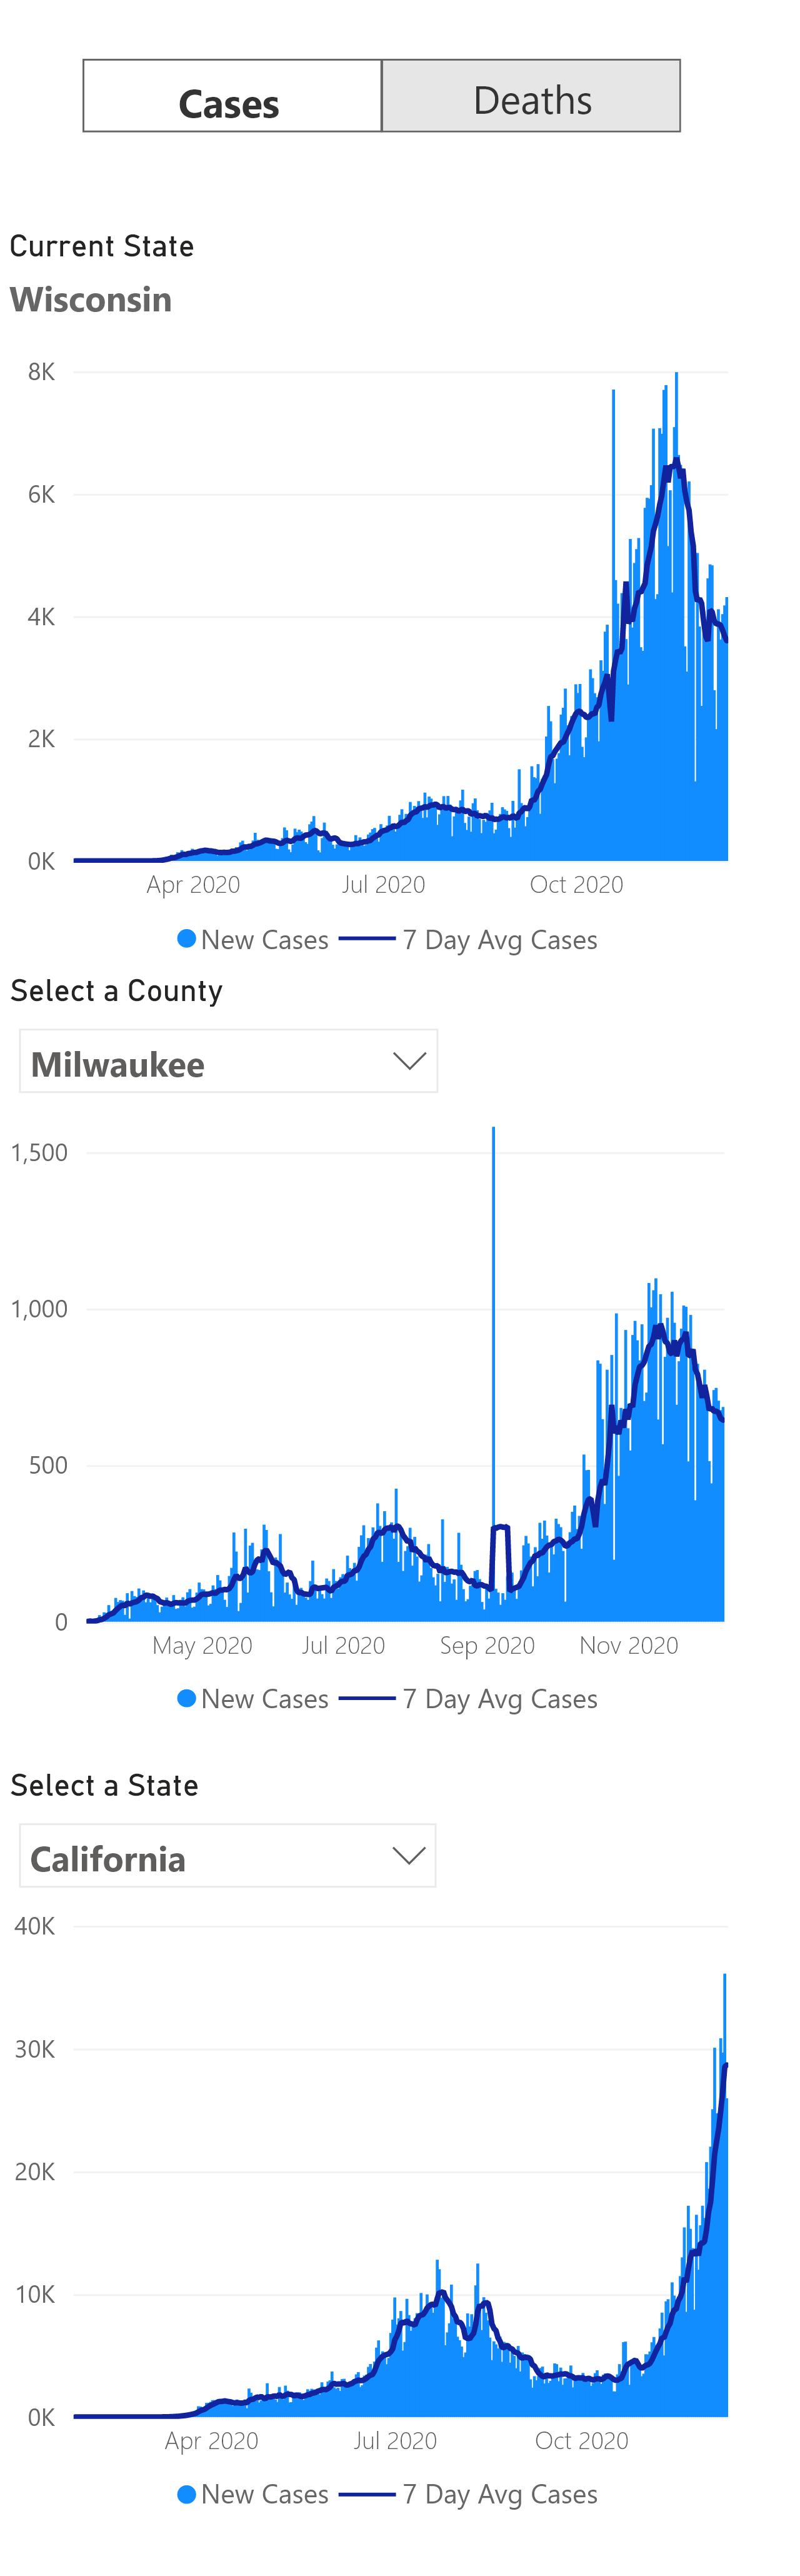 Cases Deaths
Current State
Wisconsin
8K
6K
4K
2K
0K
Apr 2020 Jul 2020 Oct 2020
New Cases 7 Day Avg Cases
Select a County
Milwaukee
1,500
1,000
500
0
May 2020 Jul 2020 Sep 2020 Nov 2020
New Cases 7 Day Avg Cases
Select a State
California
40K
30K
20K
10K
0K
Apr 2020 Jul 2020 Oct 2020
New Cases 7 Day Avg Cases